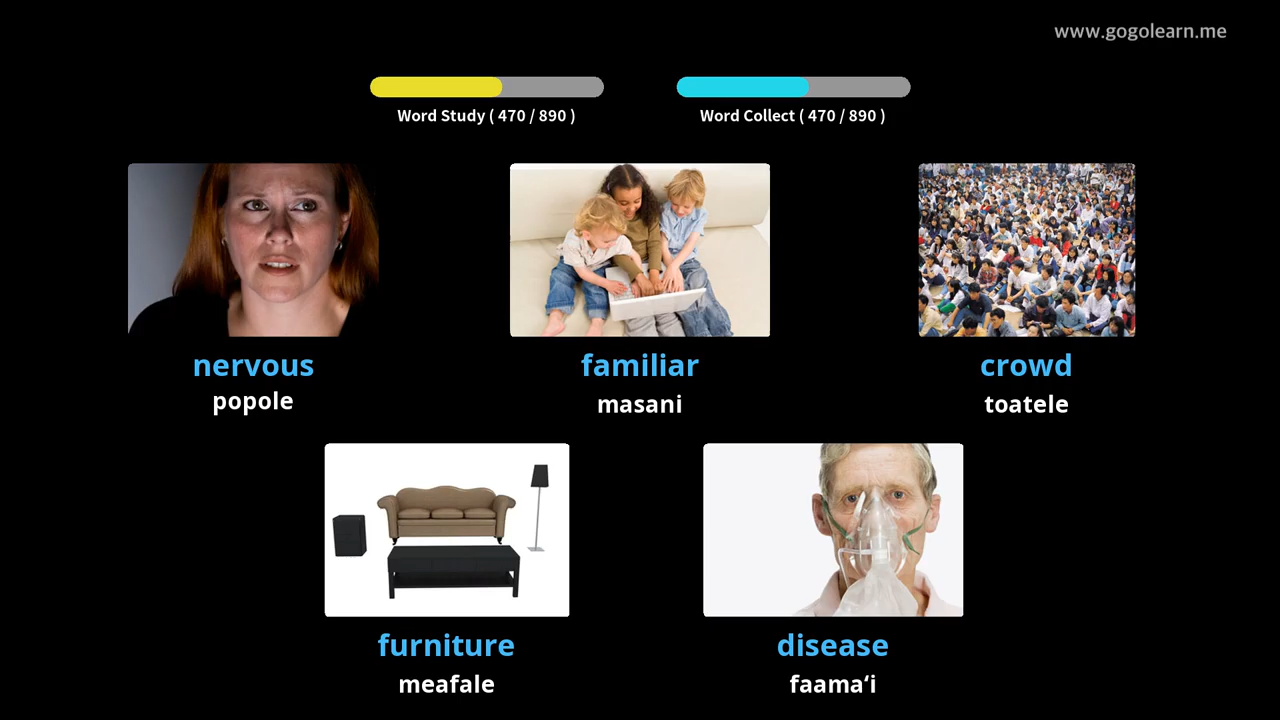 www.gogolearn.me
Word Study ( 470 / 890 )
Word Collect ( 470 / 890 )
nervous
popole
familiar
masani
crowd
toatele
furniture
meafale
disease
faama‘i